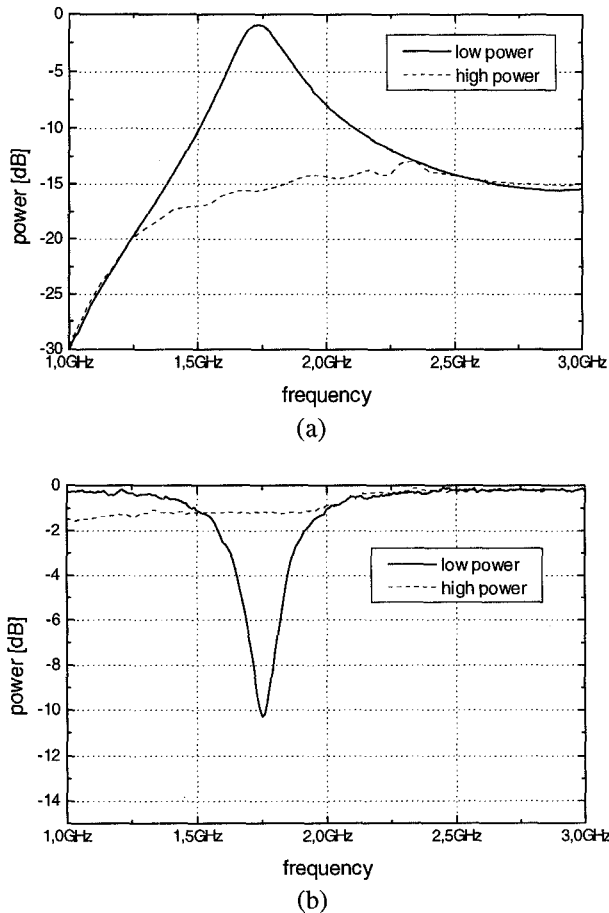 0
-5
-10
-15
-20
-25
-30
power [dB]
low power
high power
1,0GHz 1,5GHz 2,0GHz 2,5GHz 3,0GHz
frequency
(a)
0
-2
-4
-6
-8
-10
-12
-14
power [dB]
low power
high power
1,0GHz 1,5GHz 2,0GHz 2,5GHz 3,0GHz
frequency
(b)